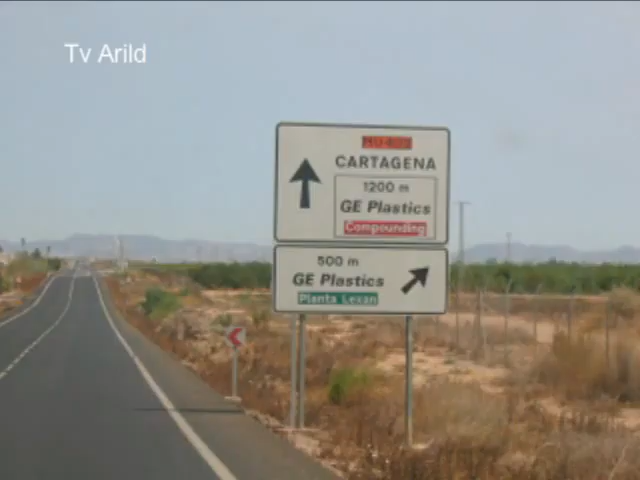 Tv Arild
CARTAGENA
1200 m
GE Plastics
Compounding
500 m
GE Plastics
Planta Lexan